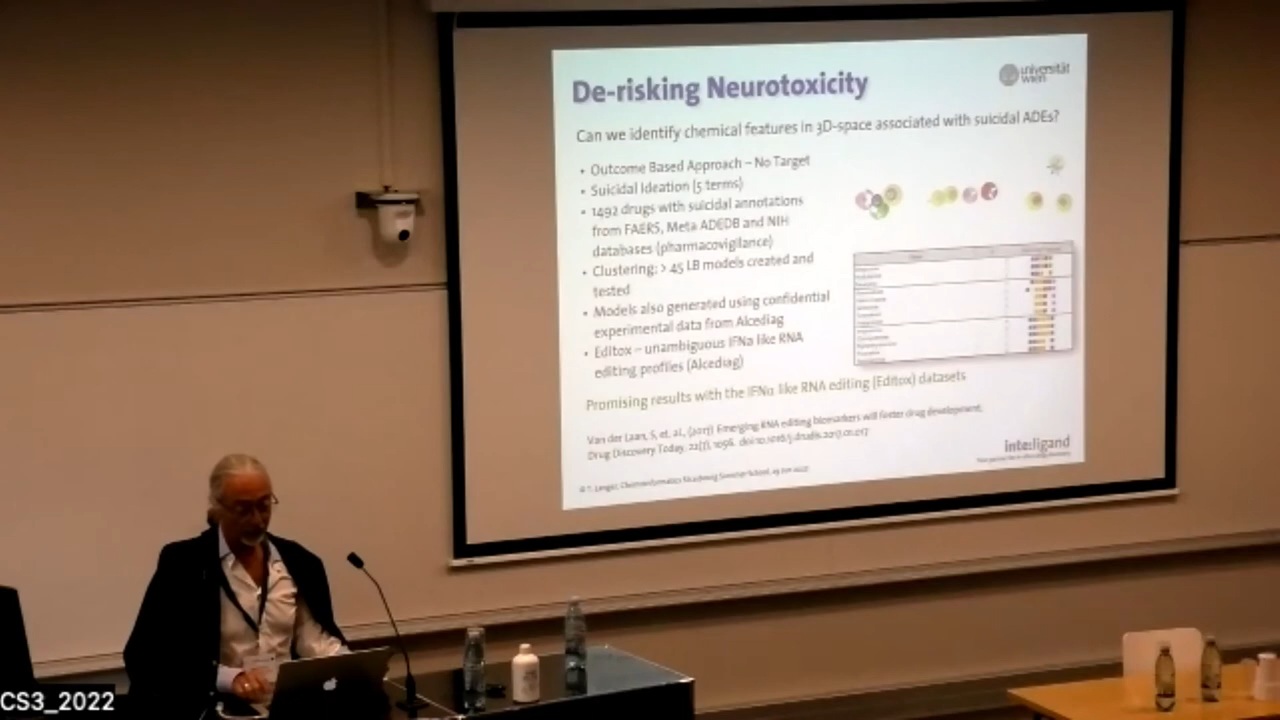 De-risking Neurotoxicity
universität
wien
Can we identify chemical features in 3D-space associated with suicidal ADEs?
• Outcome Based Approach – No Target
• Suicidal Ideation (5 terms)
• 1492 drugs with suicidal annotations
from FAERS, Meta ADEDB and NIH
databases (pharmacovigilance)
• Clustering: > 45 LB models created and
tested
• Models also generated using confidential
experimental data from Alcediag
• Editox – unambiguous IFNα like RNA
editing profiles (Alcediag)
Promising results with the IFNα like RNA editing (Editox) datasets
Van der Laan, S, et. al., (2017) Emerging RNA editing biomarkers will foster drug development.
Drug Discovery Today, 22(7), 1056.
inte:ligand
CS3_2022